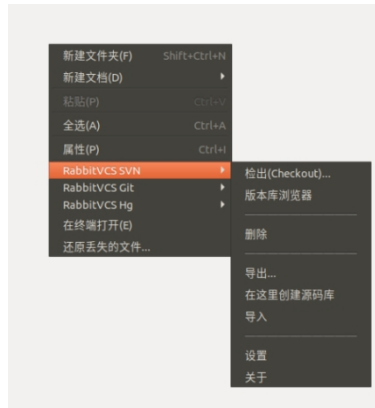 新建文件夹(F) Shift+Ctrl+N
新建文档(D)
粘贴(P) Ctrl+V
全选(A) Ctrl+A
属性(P) Ctrl+I
RabbitVCS SVN
RabbitVCS Git
RabbitVCS Hg
在终端打开(E)
还原丢失的文件...
检出(Checkout)...
版本库浏览器
删除
导出...
在这里创建源码库
导入
设置
关于